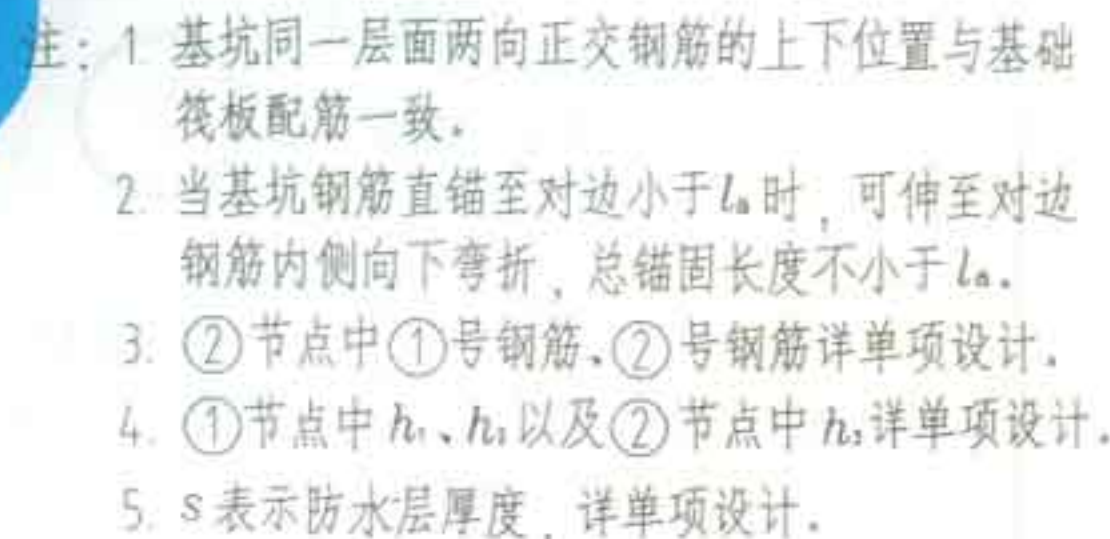 注：1. 基坑同一层面两向正交钢筋的上下位置与基础
筏板配筋一致。
2. 当基坑钢筋直锚至对边小于lₐ时，可伸至对边
钢筋内侧向下弯折，总锚固长度不小于lₐ。
3. ②节点中①号钢筋、②号钢筋详单项设计。
4. ①节点中h₁、h 以及②节点中h 详单项设计。
5. s表示防水层厚度，详单项设计。